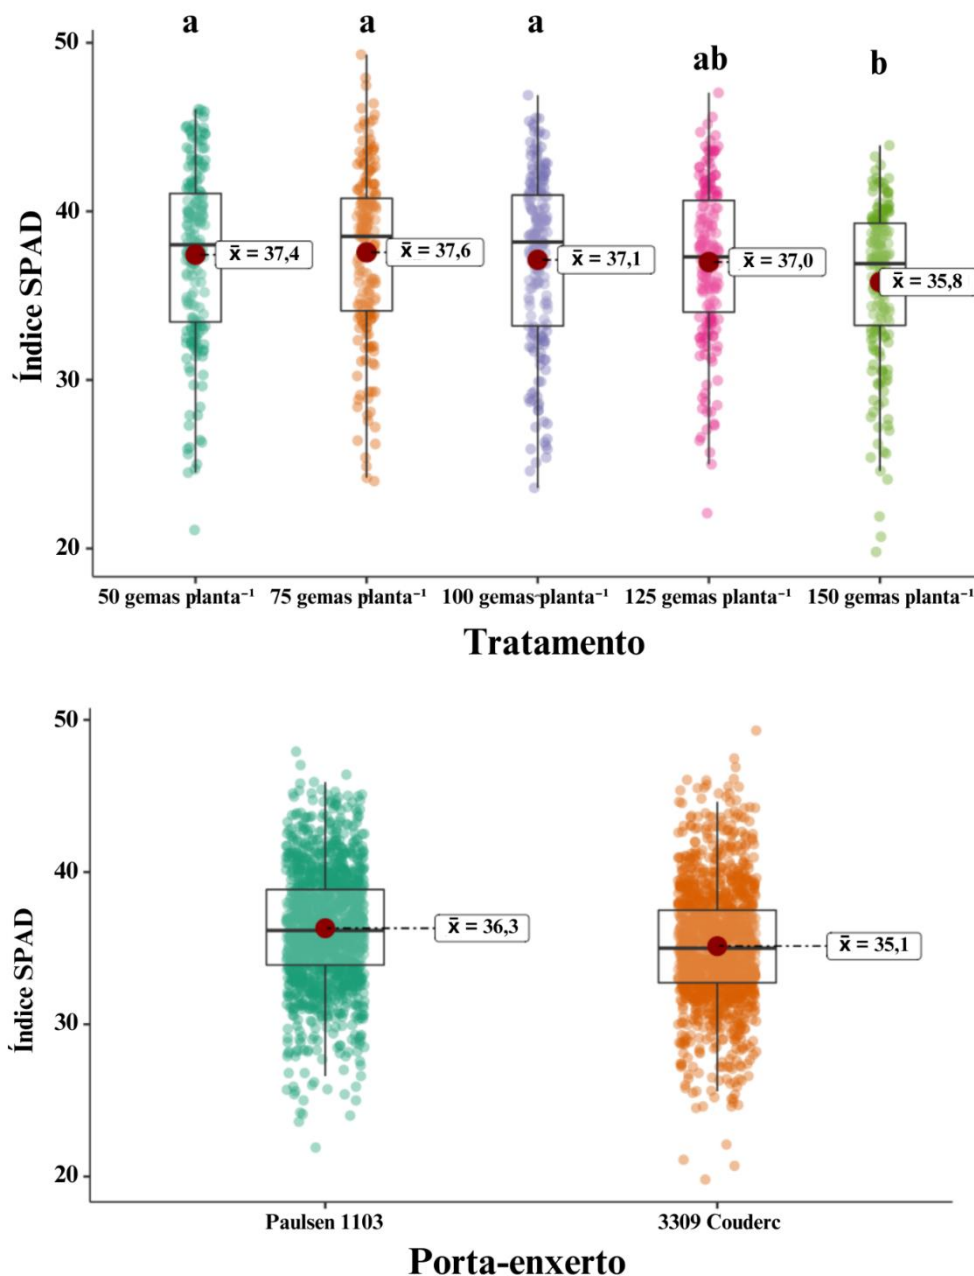 a a a ab b
50
40
30
20
Índice SPAD
x̄ = 37,4 x̄ = 37,6 x̄ = 37,1 x̄ = 37,0 x̄ = 35,8
50 gemas planta⁻¹ 75 gemas planta⁻¹ 100 gemas planta⁻¹ 125 gemas planta⁻¹ 150 gemas planta⁻¹
Tratamento
50
40
30
20
Índice SPAD
x̄ = 36,3 x̄ = 35,1
Paulsen 1103 3309 Couderc
Porta-enxerto